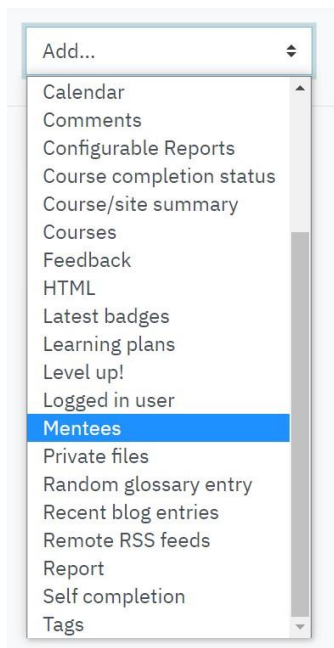 Add...
Calendar
Comments
Configurable Reports
Course completion status
Course/site summary
Courses
Feedback
HTML
Latest badges
Learning plans
Level up!
Logged in user
Mentees
Private files
Random glossary entry
Recent blog entries
Remote RSS feeds
Report
Self completion
Tags